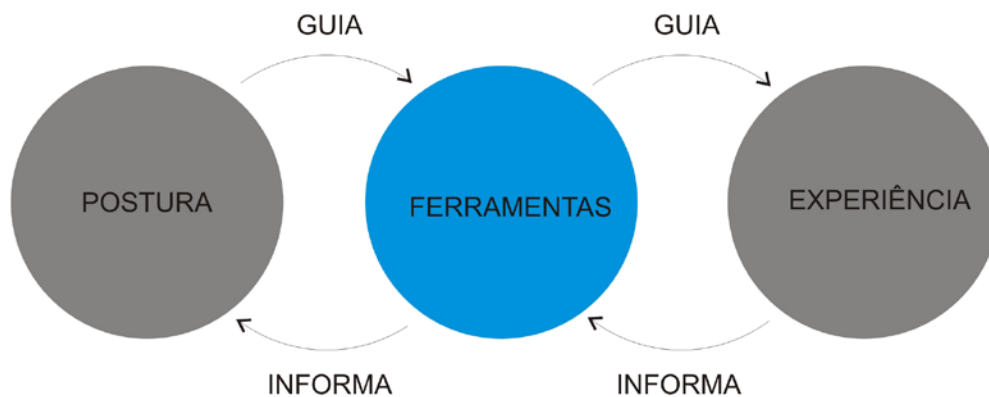 GUIA
GUIA
POSTURA
FERRAMENTAS
EXPERIÊNCIA
INFORMA
INFORMA